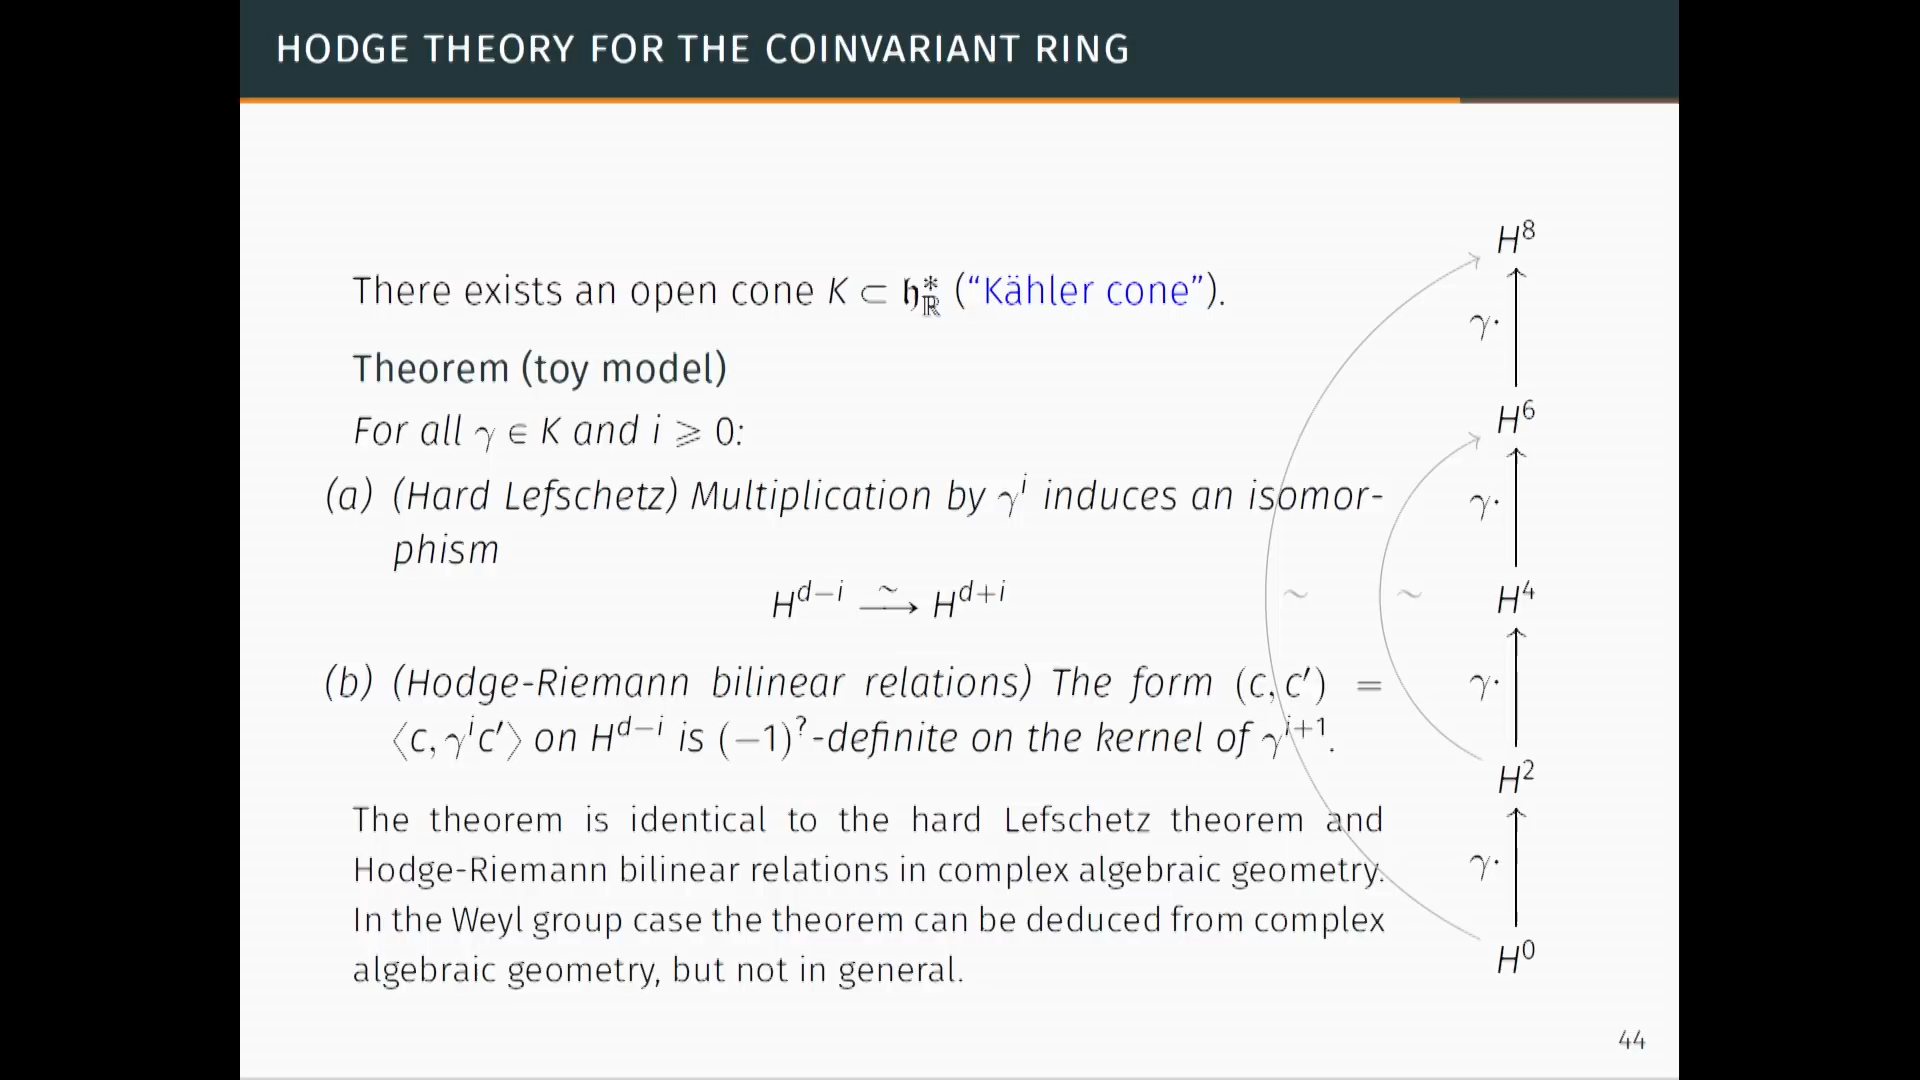 HODGE THEORY FOR THE COINVARIANT RING
There exists an open cone K ⊂ 𝔥*_ℝ (“Kähler cone”).
Theorem (toy model)
For all γ ∈ K and i ⩾ 0:
(a) (Hard Lefschetz) Multiplication by γ^i induces an isomor-
phism
H^{d−i} ⟶^∼ H^{d+i}
(b) (Hodge-Riemann bilinear relations) The form (c, c′) =
⟨c, γ^i c′⟩ on H^{d−i} is (−1)^?-definite on the kernel of γ^{i+1}.
The theorem is identical to the hard Lefschetz theorem and
Hodge-Riemann bilinear relations in complex algebraic geometry.
In the Weyl group case the theorem can be deduced from complex
algebraic geometry, but not in general.
H^8
γ·
H^6
γ·
∼ ∼ H^4
γ·
H^2
γ·
H^0
44